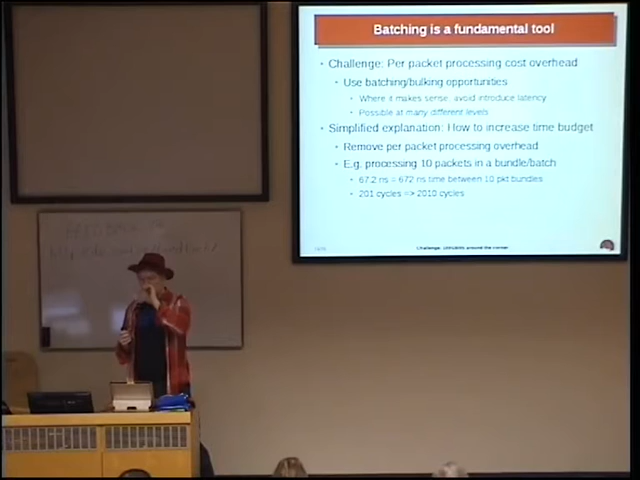 Batching is a fundamental tool
Challenge: Per packet processing cost overhead
Use batching/bulking opportunities
Where it makes sense, avoid introduce latency
Possible at many different levels
Simplified explanation: How to increase time budget
Remove per packet processing overhead
E.g. processing 10 packets in a bundle/batch
67.2 ns = 672 ns time between 10 pkt bundles
201 cycles <=> 2010 cycles